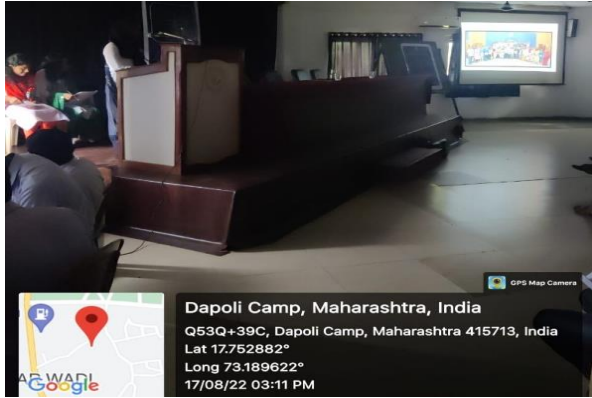 GPS Map Camera
Dapoli Camp, Maharashtra, India
Q53Q+39C, Dapoli Camp, Maharashtra 415713, India
Lat 17.752882°
Long 73.189622°
17/08/22 03:11 PM
WADI
Google